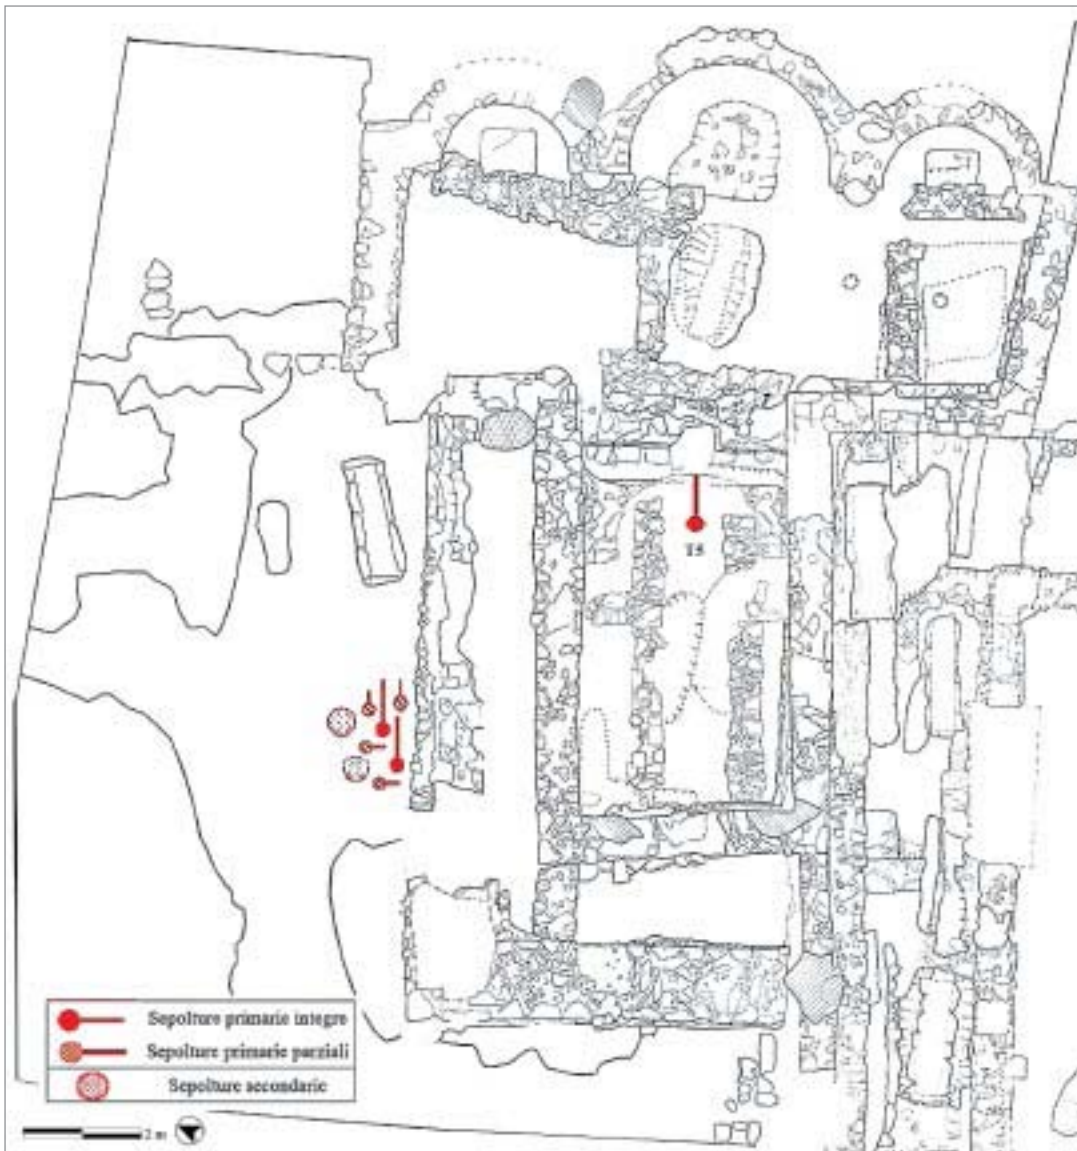 T5
Sepolture primarie integre
Sepolture primarie parziali
Sepolture secondarie
2 m